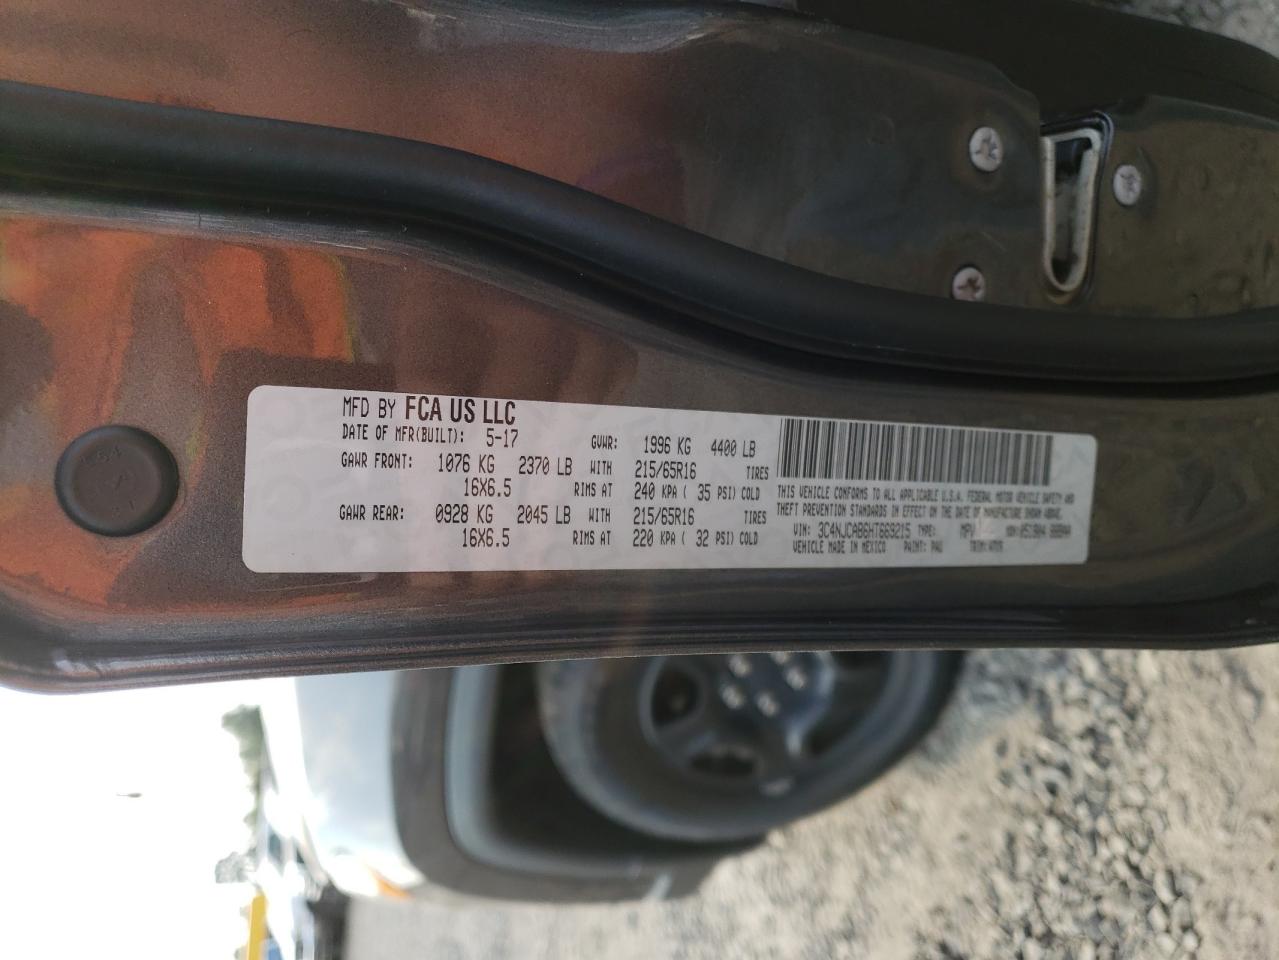 MFD BY FCA US LLC
DATE OF MFR(BUILT): 5-17 GVWR: 1996 KG 4400 LB
GAWR FRONT: 1076 KG 2370 LB WITH 215/65R16 TIRES
16X6.5 RIMS AT 240 KPA ( 35 PSI) COLD
GAWR REAR: 0928 KG 2045 LB WITH 215/65R16 TIRES
16X6.5 RIMS AT 220 KPA ( 32 PSI) COLD
THIS VEHICLE CONFORMS TO ALL APPLICABLE U.S.A. FEDERAL MOTOR VEHICLE SAFETY AND
THEFT PREVENTION STANDARDS IN EFFECT ON THE DATE OF MANUFACTURE SHOWN ABOVE.
VIN: 3C4NJCAB6HT669215 TYPE: MPV MDH:
VEHICLE MADE IN MEXICO PAINT: PAU TRIM: